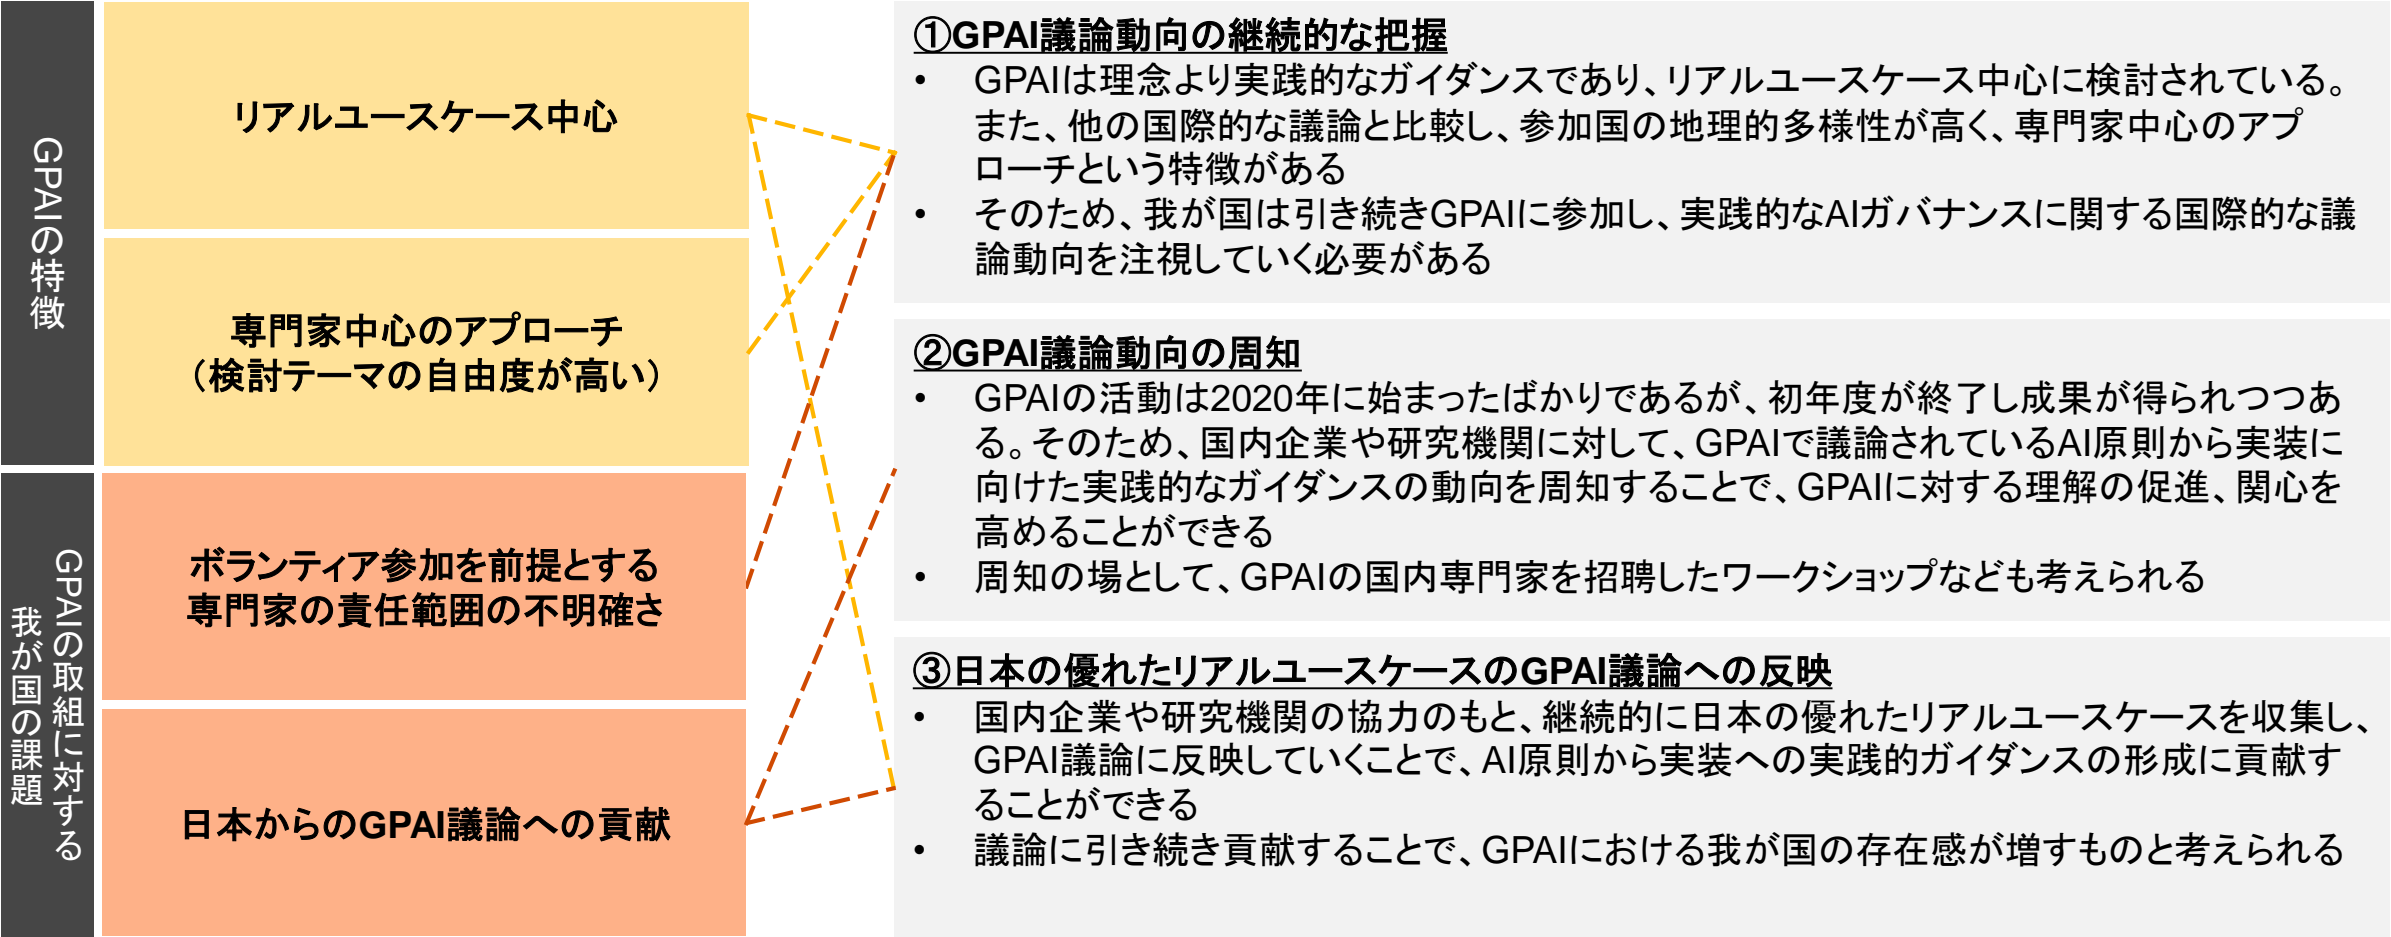 GPAIの特徴
リアルユースケース中心
専門家中心のアプローチ
（検討テーマの自由度が高い）
GPAIの取組に対する
我が国の課題
ボランティア参加を前提とする
専門家の責任範囲の不明確さ
日本からのGPAI議論への貢献
①GPAI議論動向の継続的な把握
• GPAIは理念より実践的なガイダンスであり、リアルユースケース中心に検討されている。
また、他の国際的な議論と比較し、参加国の地理的多様性が高く、専門家中心のアプ
ローチという特徴がある
• そのため、我が国は引き続きGPAIに参加し、実践的なAIガバナンスに関する国際的な議
論動向を注視していく必要がある
②GPAI議論動向の周知
• GPAIの活動は2020年に始まったばかりであるが、初年度が終了し成果が得られつつあ
る。そのため、国内企業や研究機関に対して、GPAIで議論されているAI原則から実装に
向けた実践的なガイダンスの動向を周知することで、GPAIに対する理解の促進、関心を
高めることができる
• 周知の場として、GPAIの国内専門家を招聘したワークショップなども考えられる
③日本の優れたリアルユースケースのGPAI議論への反映
• 国内企業や研究機関の協力のもと、継続的に日本の優れたリアルユースケースを収集し、
GPAI議論に反映していくことで、AI原則から実装への実践的ガイダンスの形成に貢献す
ることができる
• 議論に引き続き貢献することで、GPAIにおける我が国の存在感が増すものと考えられる